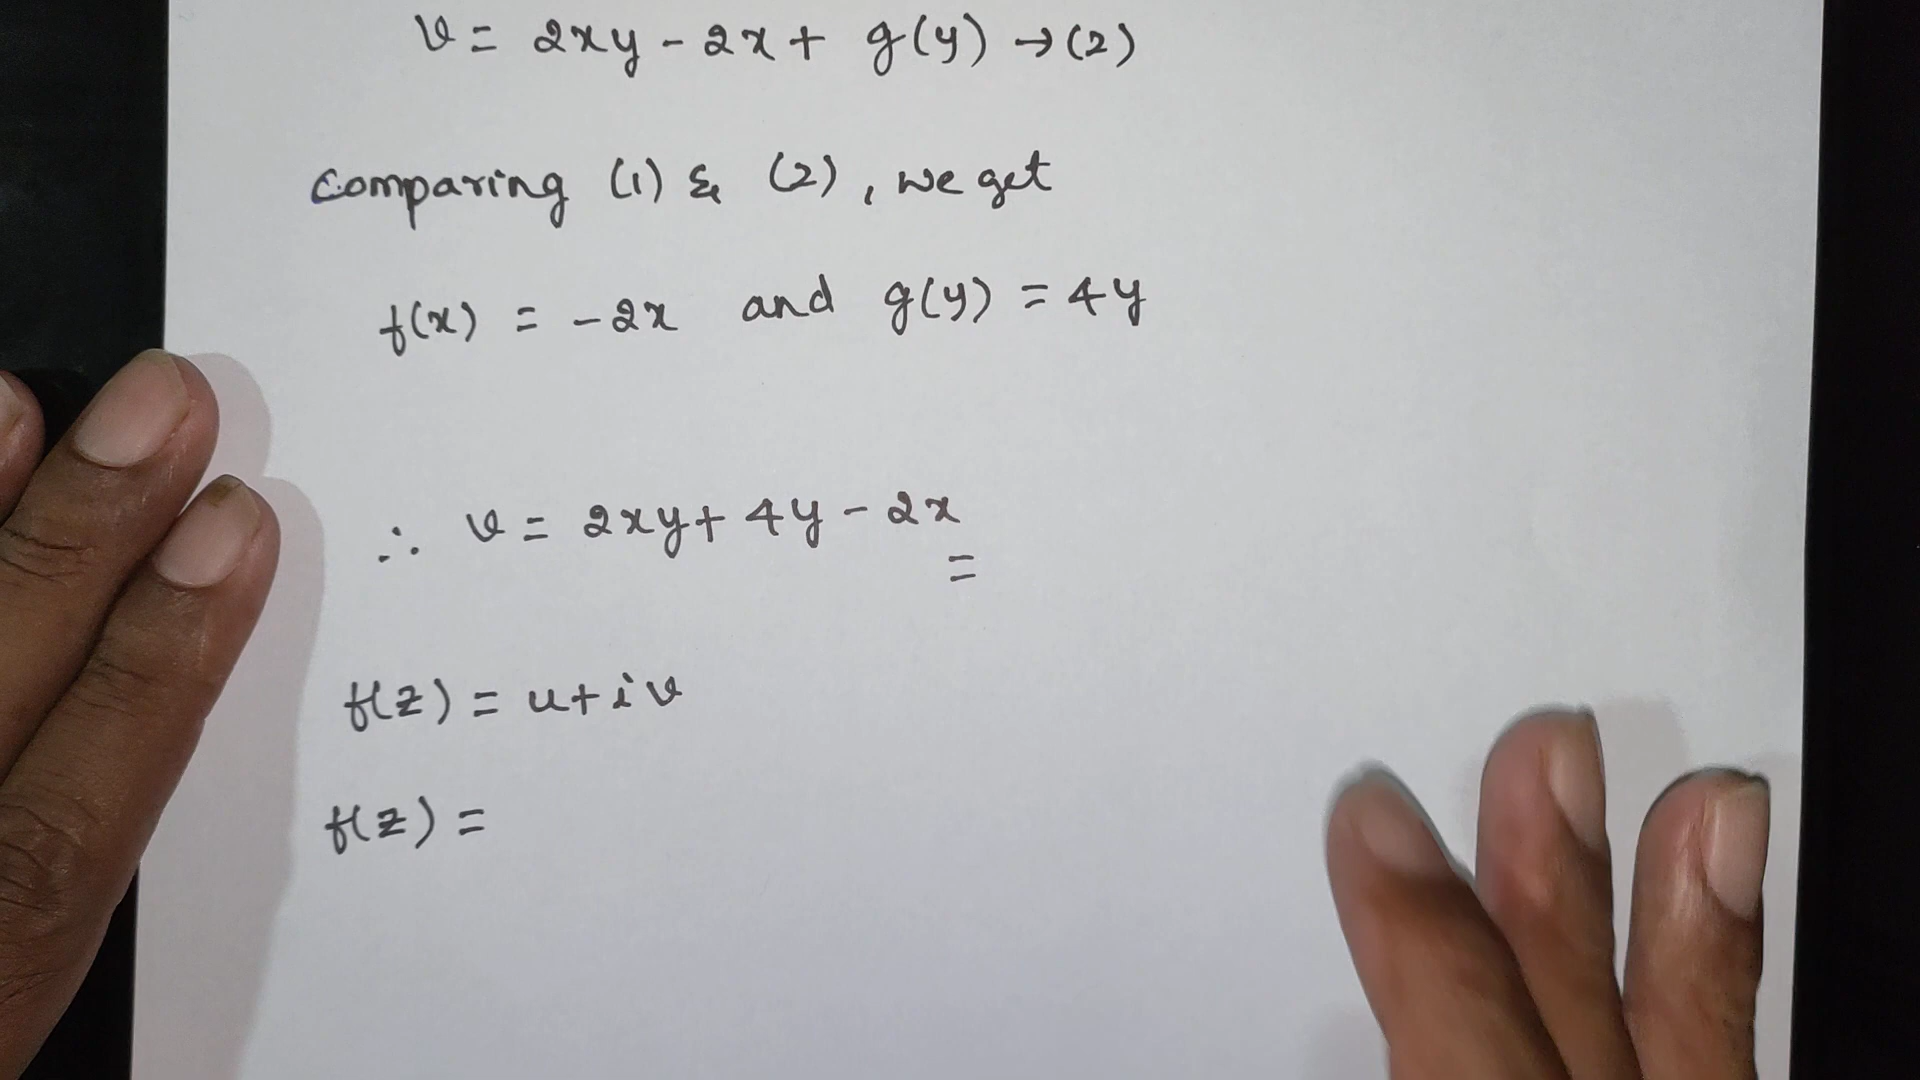 v = 2xy - 2x + g(y) → (2)
Comparing (1) & (2), we get
f(x) = -2x and g(y) = 4y
∴ v = 2xy + 4y - 2x
=
f(z) = u + iv
f(z) =